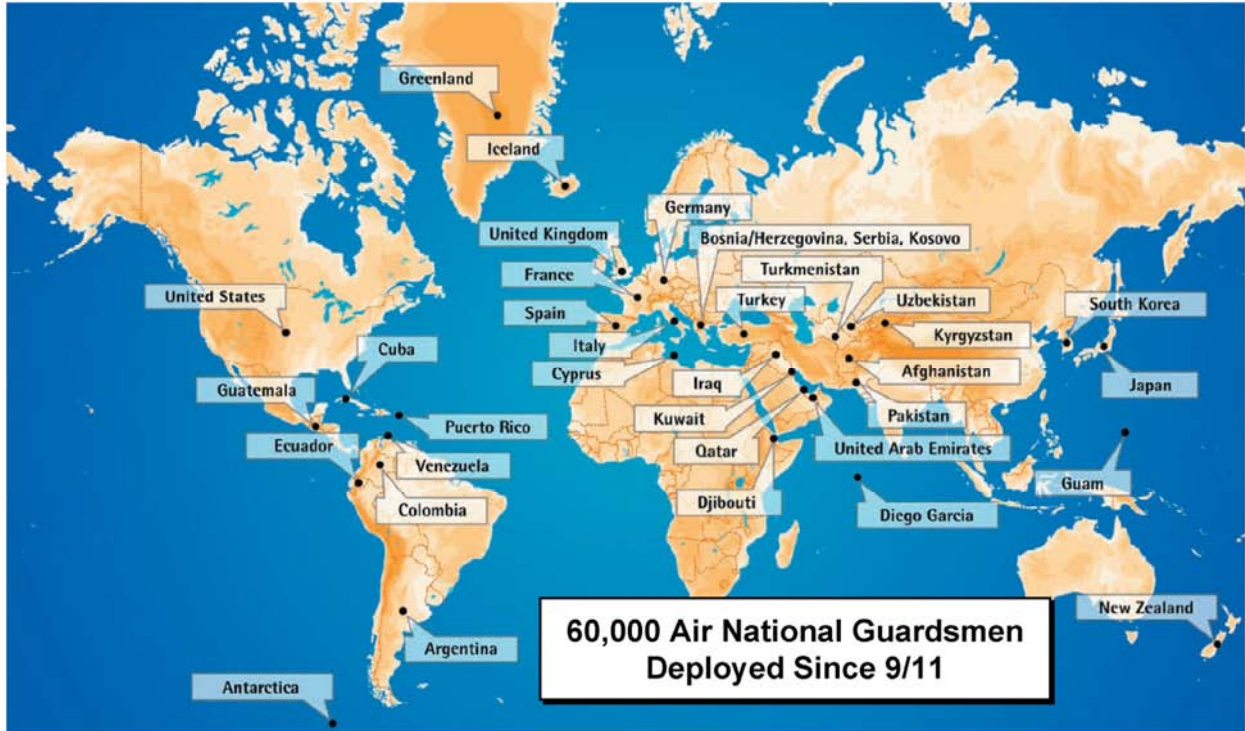 Greenland
Iceland
Germany
United Kingdom
Bosnia/Herzegovina, Serbia, Kosovo
France
Turkmenistan
United States
Turkey
Uzbekistan
South Korea
Spain
Kyrgyzstan
Italy
Cuba
Cyprus
Iraq
Afghanistan
Japan
Guatemala
Kuwait
Pakistan
Puerto Rico
Ecuador
Qatar
United Arab Emirates
Venezuela
Guam
Colombia
Djibouti
Diego Garcia
New Zealand
60,000 Air National Guardsmen
Deployed Since 9/11
Argentina
Antarctica